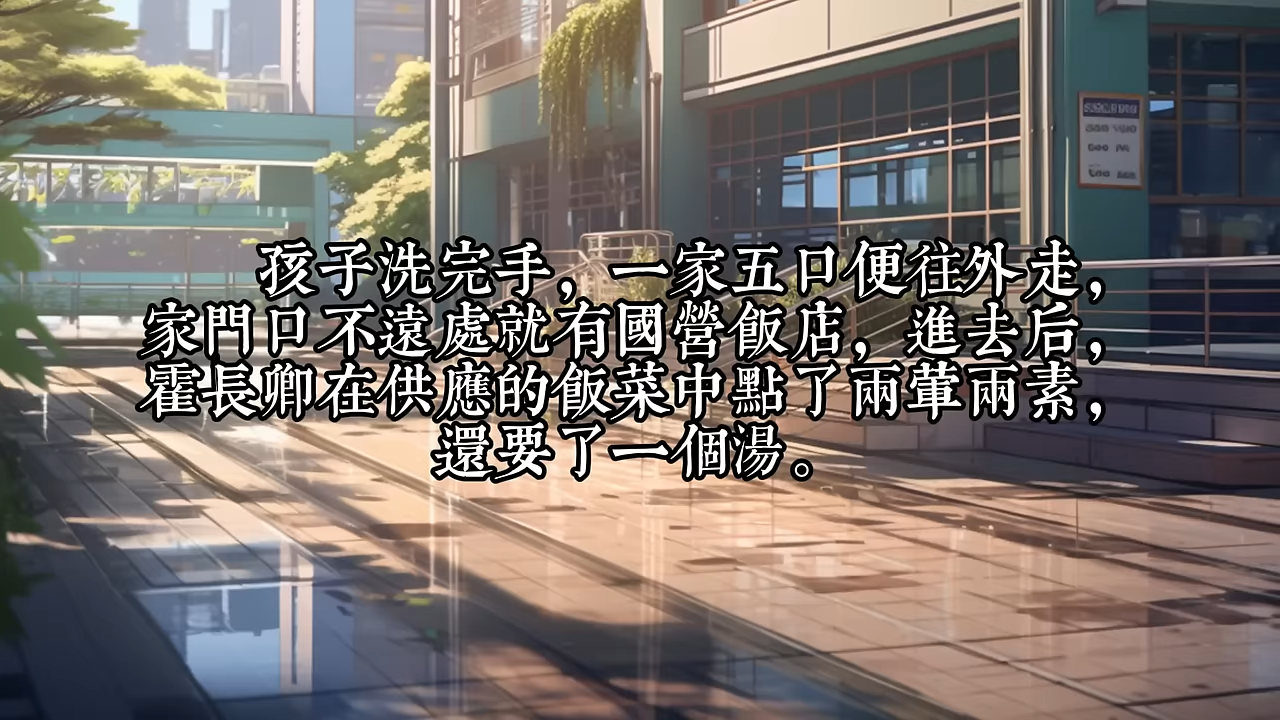 孩子洗完手，一家五口便往外走，
家門口不遠處就有國營飯店，進去后，
霍長卿在供應的飯菜中點了兩葷兩素，
還要了一個湯。